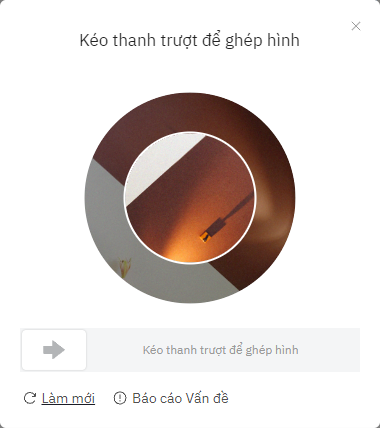 Kéo thanh trượt để ghép hình
Kéo thanh trượt để ghép hình
Làm mới
Báo cáo Vấn đề